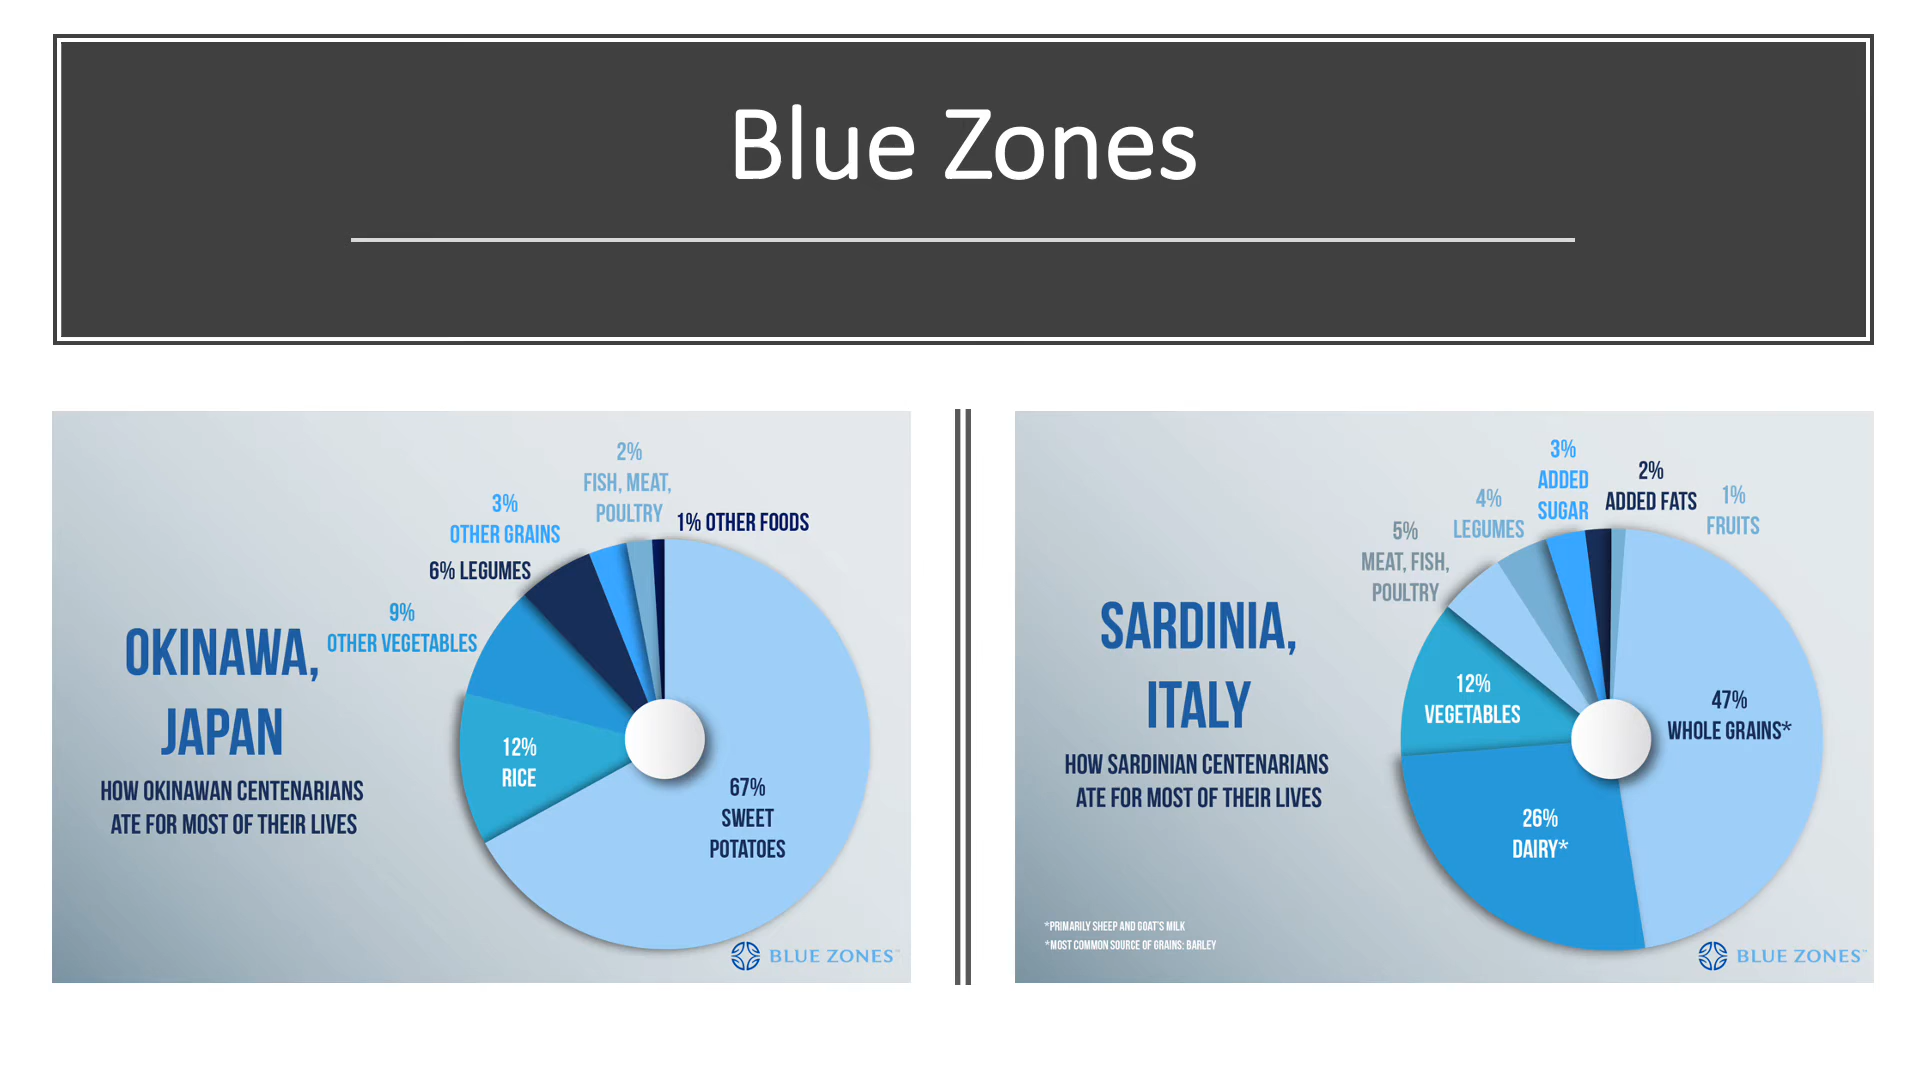 Blue Zones
2%
FISH, MEAT,
POULTRY
1% OTHER FOODS
3%
OTHER GRAINS
6% LEGUMES
9%
OTHER VEGETABLES
OKINAWA,
JAPAN
HOW OKINAWAN CENTENARIANS
ATE FOR MOST OF THEIR LIVES
12%
RICE
67%
SWEET
POTATOES
BLUE ZONES™
3%
ADDED
SUGAR
2%
ADDED FATS
1%
FRUITS
4%
LEGUMES
5%
MEAT, FISH,
POULTRY
SARDINIA,
ITALY
HOW SARDINIAN CENTENARIANS
ATE FOR MOST OF THEIR LIVES
12%
VEGETABLES
47%
WHOLE GRAINS*
26%
DAIRY*
*PRIMARILY SHEEP AND GOAT'S MILK
*MOST COMMON SOURCE OF GRAINS: BARLEY
BLUE ZONES™